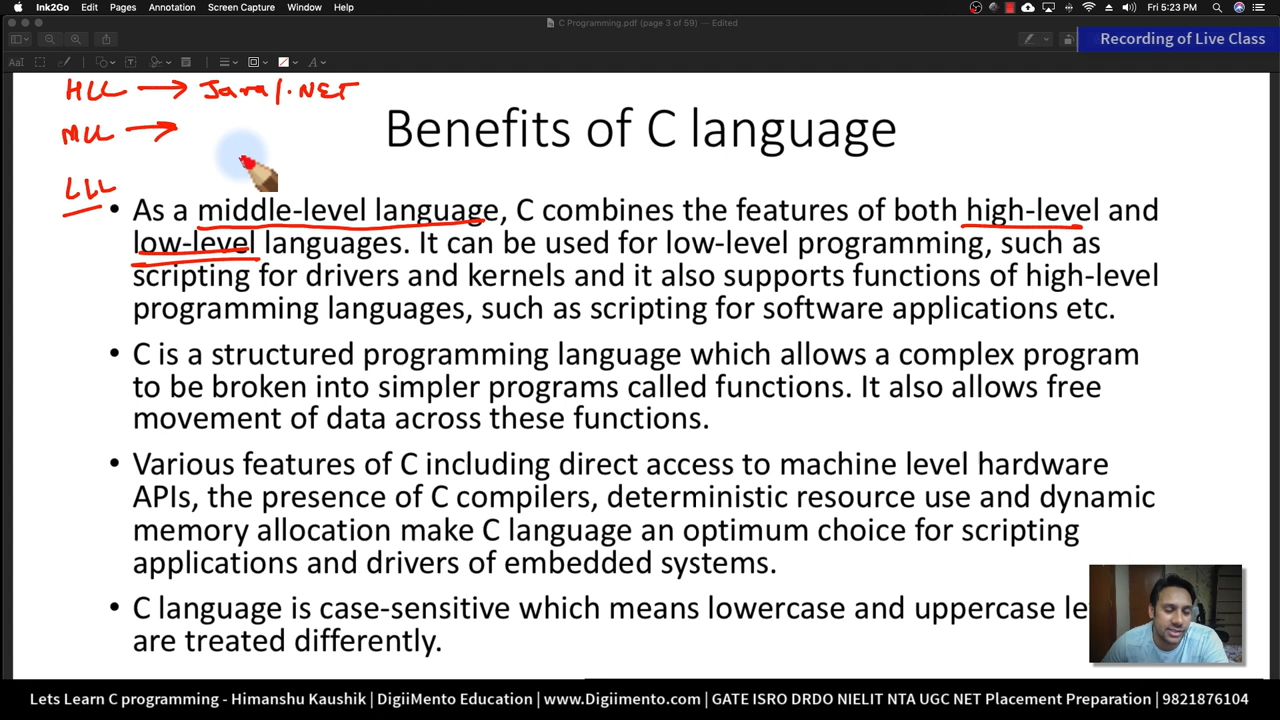 Ink2Go Edit Pages Annotation Screen Capture Window Help
Fri 5:23 PM
C Programming.pdf (page 3 of 59) — Edited
Recording of Live Class
HLL → Java/.NET
MLL →
LLL
Benefits of C language
• As a middle-level language, C combines the features of both high-level and
low-level languages. It can be used for low-level programming, such as
scripting for drivers and kernels and it also supports functions of high-level
programming languages, such as scripting for software applications etc.
• C is a structured programming language which allows a complex program
to be broken into simpler programs called functions. It also allows free
movement of data across these functions.
• Various features of C including direct access to machine level hardware
APIs, the presence of C compilers, deterministic resource use and dynamic
memory allocation make C language an optimum choice for scripting
applications and drivers of embedded systems.
• C language is case-sensitive which means lowercase and uppercase le
are treated differently.
Lets Learn C programming - Himanshu Kaushik | DigiiMento Education | www.Digiimento.com | GATE ISRO DRDO NIELIT NTA UGC NET Placement Preparation | 9821876104